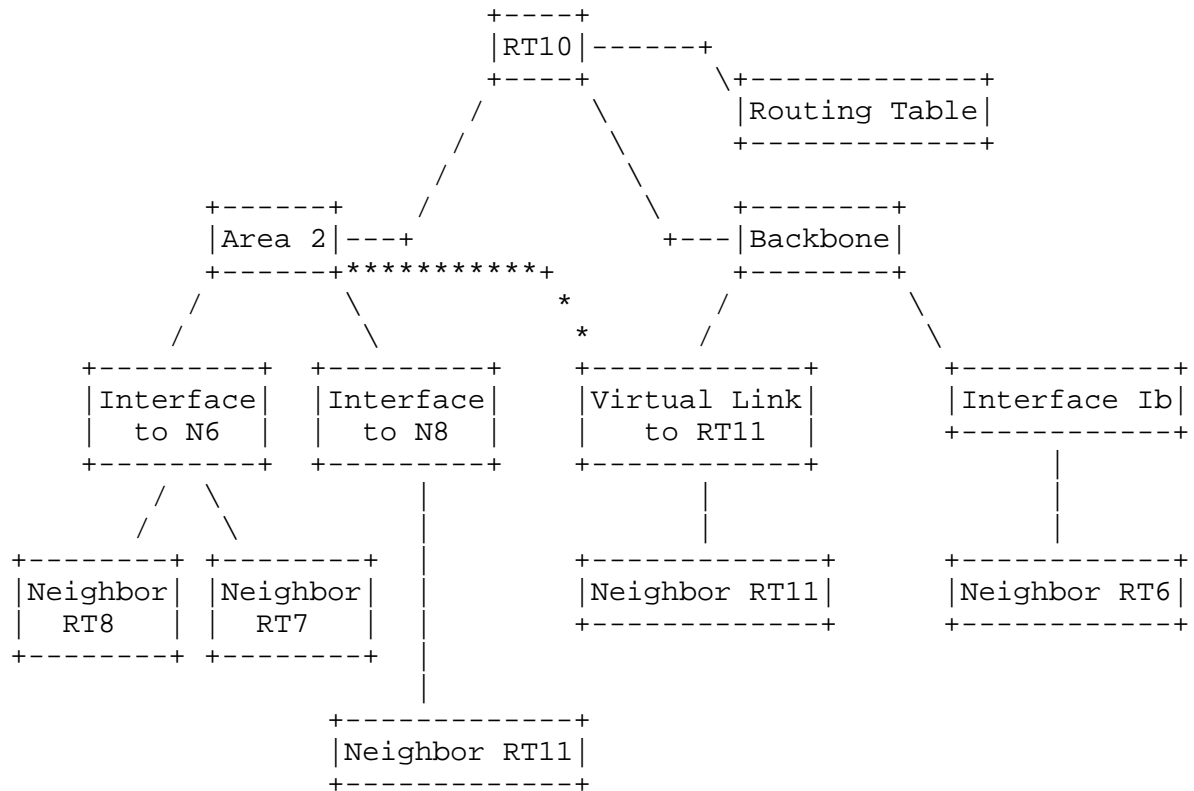 RT10
Routing Table
Area 2
Backbone
Interface
to N6
Interface
to N8
Virtual Link
to RT11
Interface Ib
Neighbor
RT8
Neighbor
RT7
Neighbor RT11
Neighbor RT6
Neighbor RT11